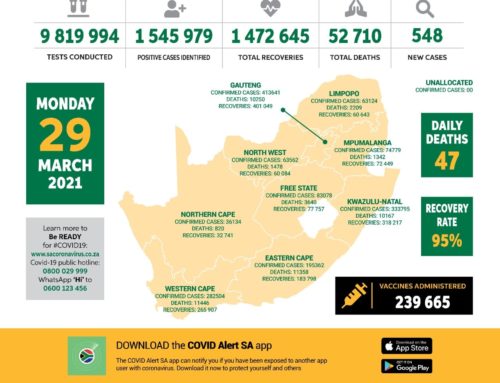 9 819 994
TESTS CONDUCTED
1 545 979
POSITIVE CASES IDENTIFIED
1 472 645
TOTAL RECOVERIES
52 710
TOTAL DEATHS
548
NEW CASES
MONDAY
29
MARCH
2021
GAUTENG
CONFIRMED CASES: 413641
DEATHS: 10750
RECOVERIES: 401 049
LIMPOPO
CONFIRMED CASES: 63124
DEATHS: 2209
RECOVERIES: 60 643
MPUMALANGA
CONFIRMED CASES: 74779
DEATHS: 1342
RECOVERIES: 72 449
NORTH WEST
CONFIRMED CASES: 63562
DEATHS: 1478
RECOVERIES: 60 084
FREE STATE
CONFIRMED CASES: 83078
DEATHS: 3640
RECOVERIES: 77 757
KWAZULU-NATAL
CONFIRMED CASES: 333795
DEATHS: 10167
RECOVERIES: 318 217
NORTHERN CAPE
CONFIRMED CASES: 36134
DEATHS: 820
RECOVERIES: 32 741
EASTERN CAPE
CONFIRMED CASES: 195362
DEATHS: 11358
RECOVERIES: 183 798
WESTERN CAPE
CONFIRMED CASES: 282504
DEATHS: 11446
RECOVERIES: 265 907
UNALLOCATED
CONFIRMED CASES: 00
DAILY
DEATHS
47
RECOVERY
RATE
95%
VACCINES ADMINISTERED
239 665
Learn more to
Be READY
for #COVID19:
www.sacoronavirus.co.za
Covid-19 public hotline:
0800 029 999
WhatsApp 'Hi' to
0600 123 456
DOWNLOAD the COVID Alert SA app
The COVID Alert SA app can notify you if you have been exposed to another app
user with coronavirus. Download it now to protect yourself and others
Download on the
App Store
GET IT ON
Google Play